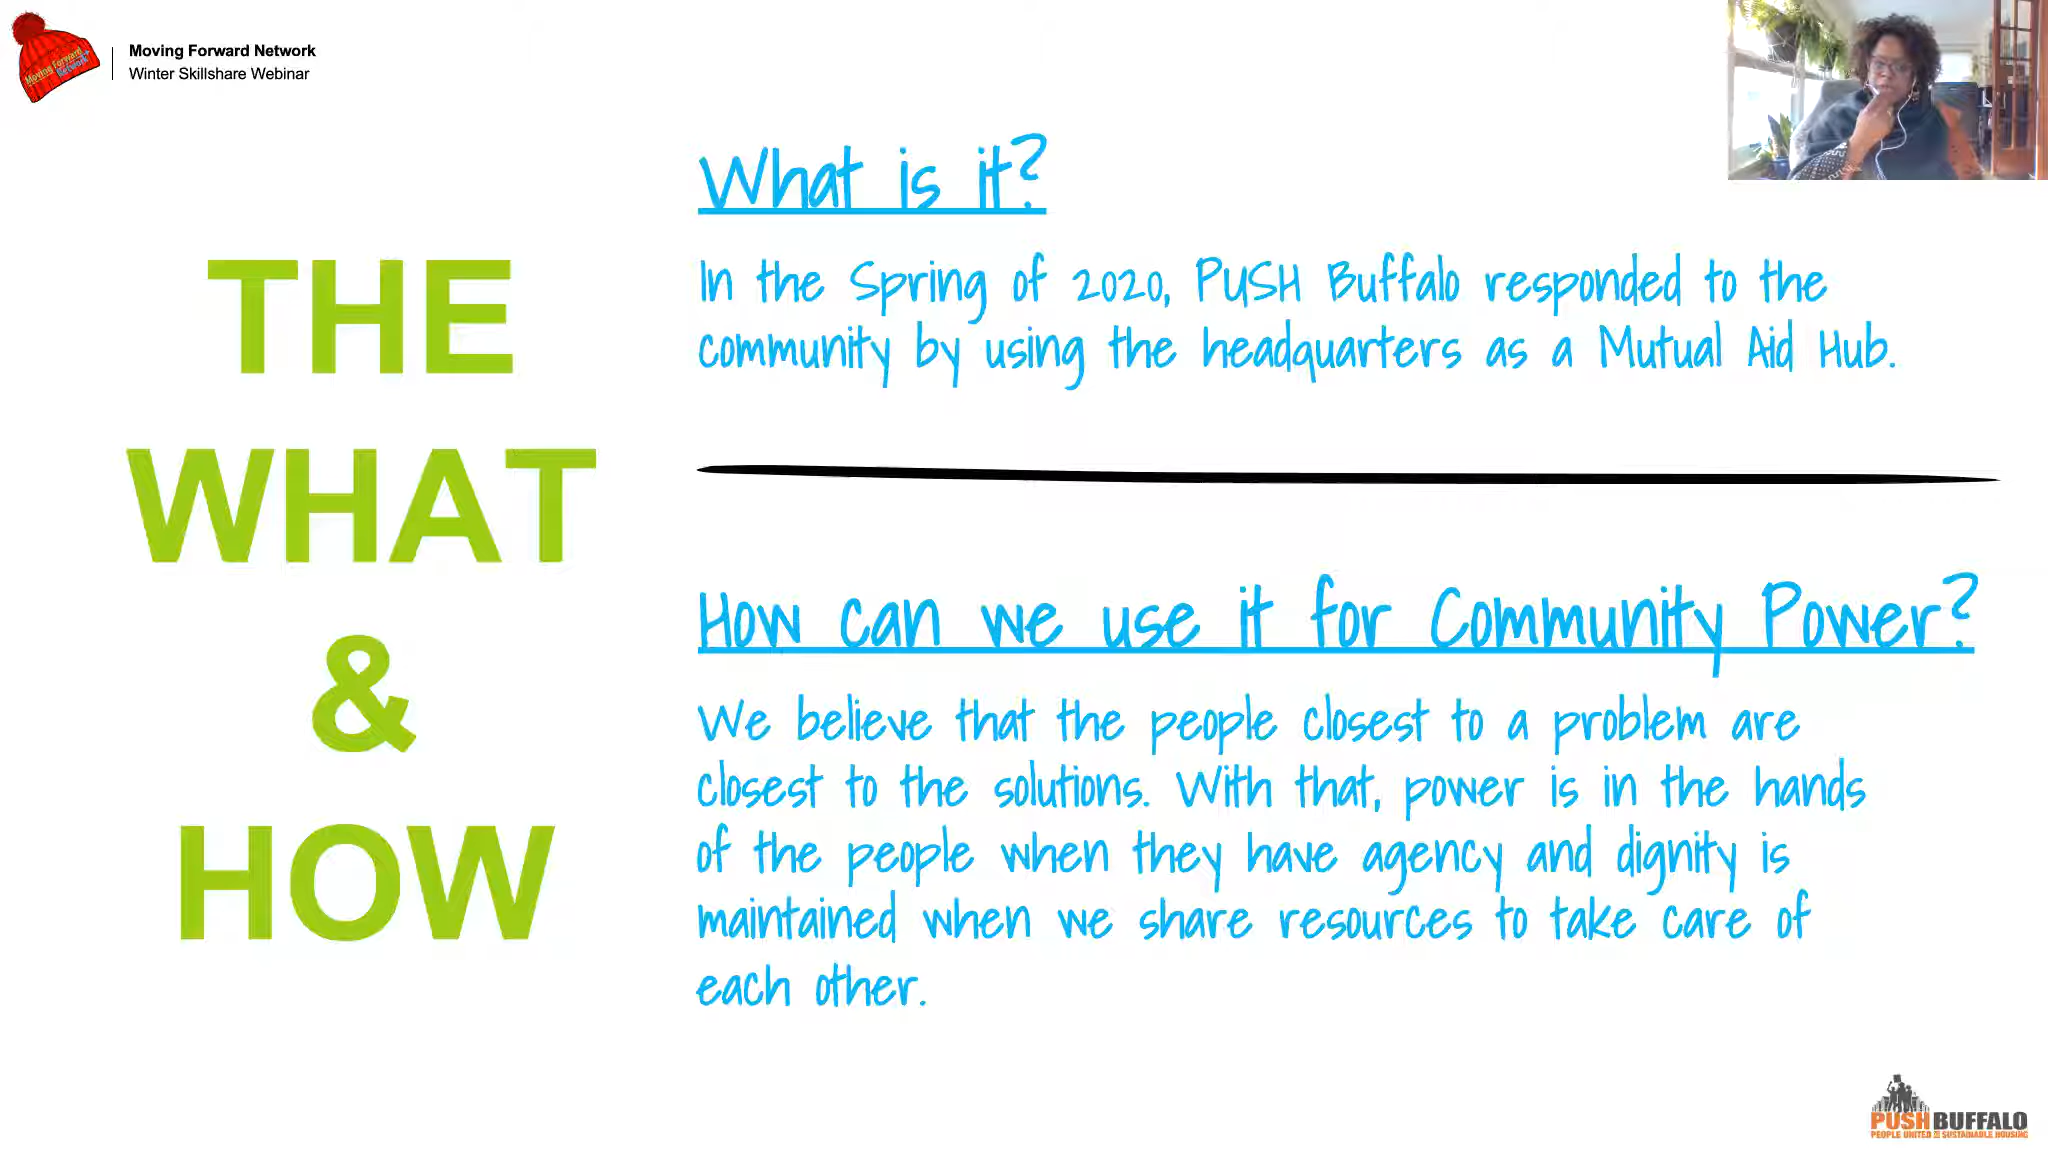 Moving Forward Network
Moving Forward Network
Winter Skillshare Webinar
THE
WHAT
&
HOW
What is it?
In the Spring of 2020, PUSH Buffalo responded to the
community by using the headquarters as a Mutual Aid Hub.
How can we use it for Community Power?
We believe that the people closest to a problem are
closest to the solutions. With that, power is in the hands
of the people when they have agency and dignity is
maintained when we share resources to take care of
each other.
PUSH BUFFALO
PEOPLE UNITED for SUSTAINABLE HOUSING